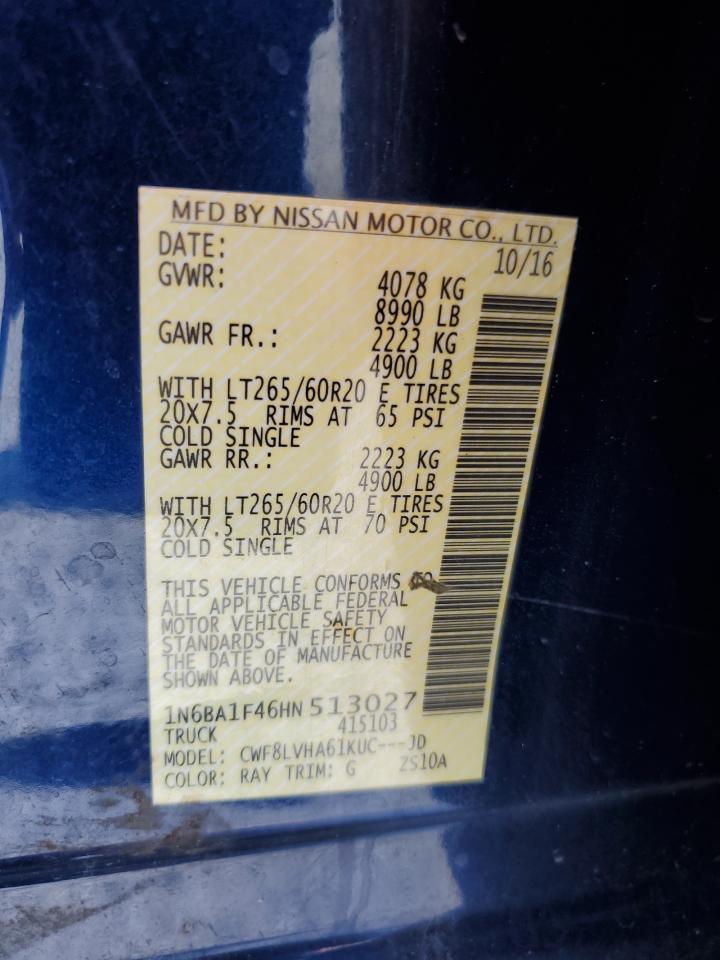 MFD BY NISSAN MOTOR CO., LTD.
DATE: 10/16
GVWR: 4078 KG
8990 LB
GAWR FR.: 2223 KG
4900 LB
WITH LT265/60R20 E TIRES
20X7.5 RIMS AT 65 PSI
COLD SINGLE
GAWR RR.: 2223 KG
4900 LB
WITH LT265/60R20 E TIRES
20X7.5 RIMS AT 70 PSI
COLD SINGLE
THIS VEHICLE CONFORMS TO
ALL APPLICABLE FEDERAL
MOTOR VEHICLE SAFETY
STANDARDS IN EFFECT ON
THE DATE OF MANUFACTURE
SHOWN ABOVE.
1N6BA1F46HN513027
TRUCK 415103
MODEL: CWF8LVHA61KUC---JD
COLOR: RAY TRIM: G ZS10A